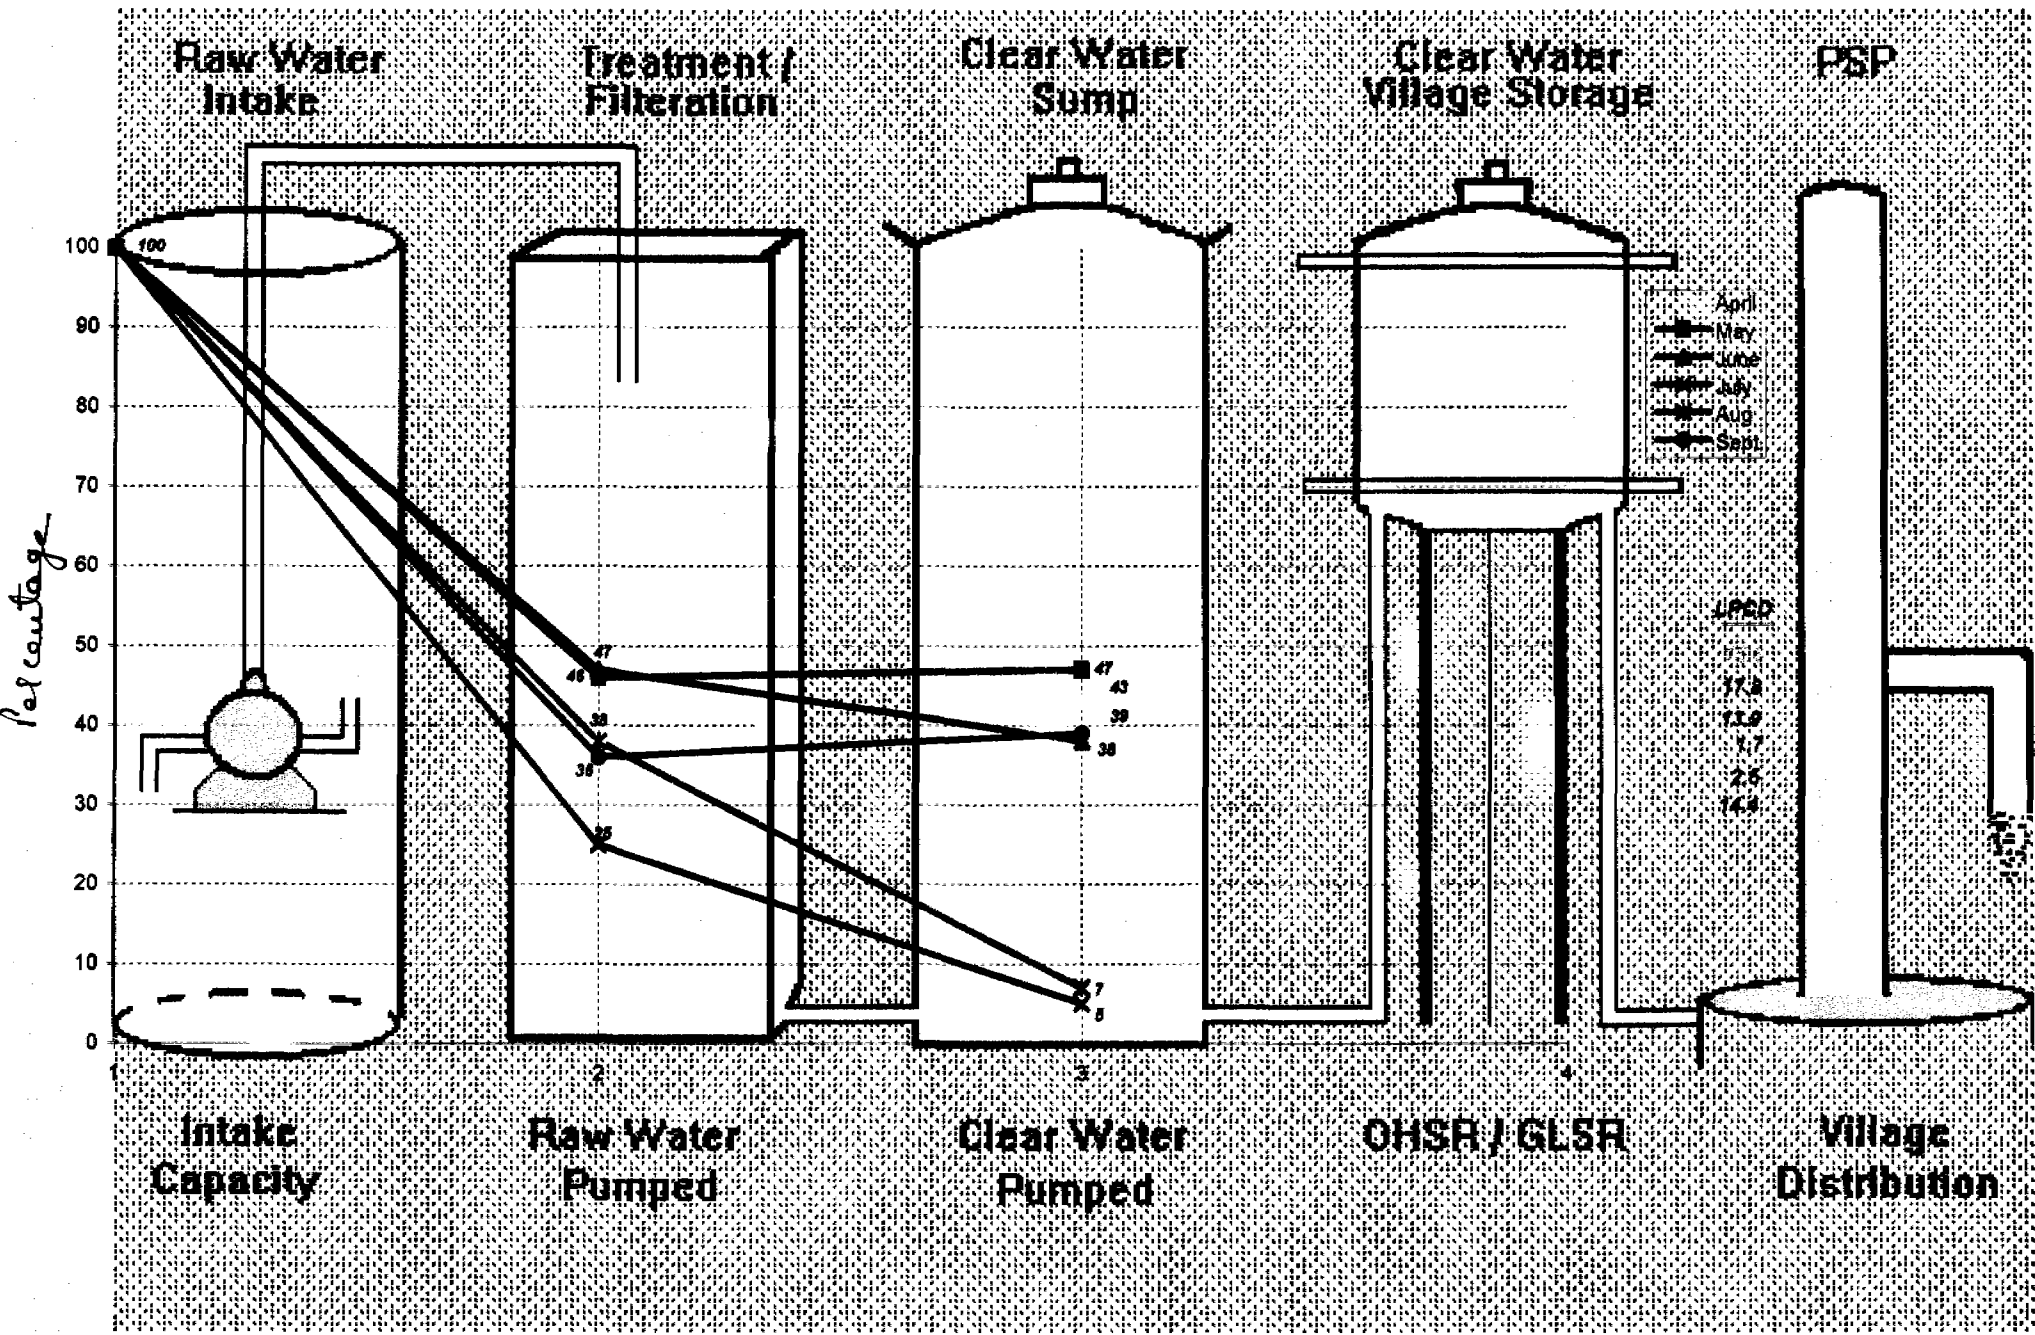 Raw Water
Intake
Treatment /
Filteration
Clear Water
Sump
Clear Water
Village Storage
PSP
Percentage
100
90
80
70
60
50
40
30
20
10
0
100
47
46
38
36
25
47
43
39
38
7
5
April
May
June
July
Aug
Sept
LPCD
17.8
13.9
1.7
2.6
14.4
1
2
3
4
Intake
Capacity
Raw Water
Pumped
Clear Water
Pumped
OHSR / GLSR
Village
Distribution